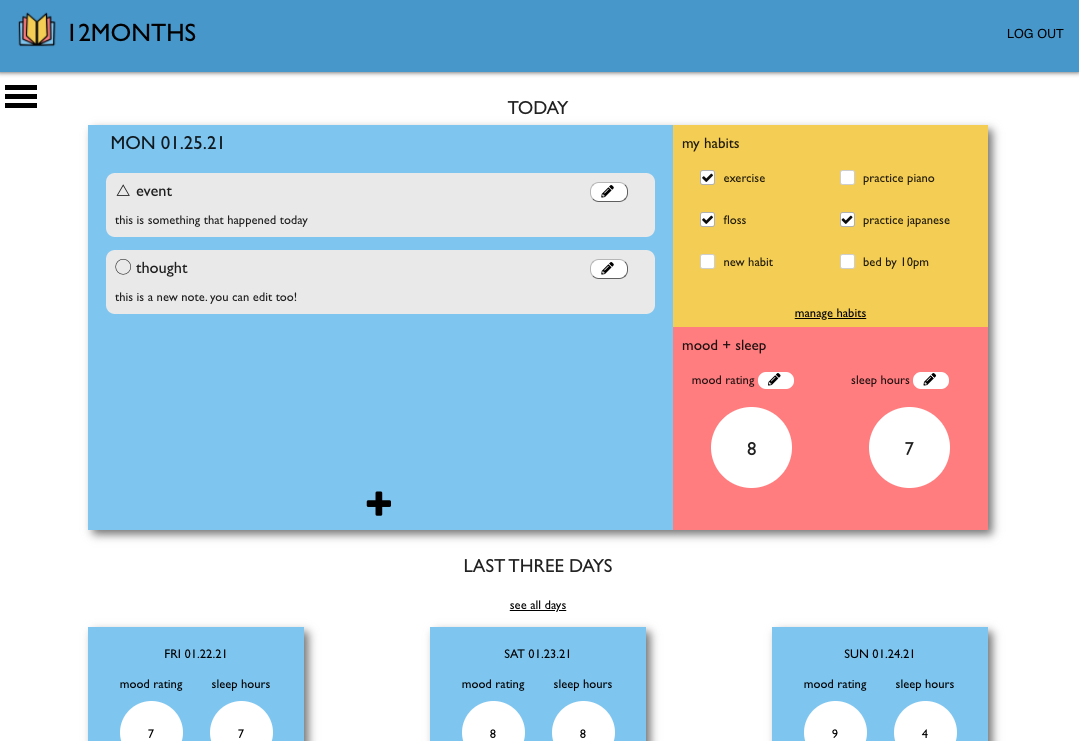 12MONTHS
LOG OUT
TODAY
MON 01.25.21
event
this is something that happened today
thought
this is a new note. you can edit too!
my habits
exercise
practice piano
floss
practice japanese
new habit
bed by 10pm
manage habits
mood + sleep
mood rating
sleep hours
8
7
LAST THREE DAYS
see all days
FRI 01.22.21
mood rating sleep hours
7 7
SAT 01.23.21
mood rating sleep hours
8 8
SUN 01.24.21
mood rating sleep hours
9 4